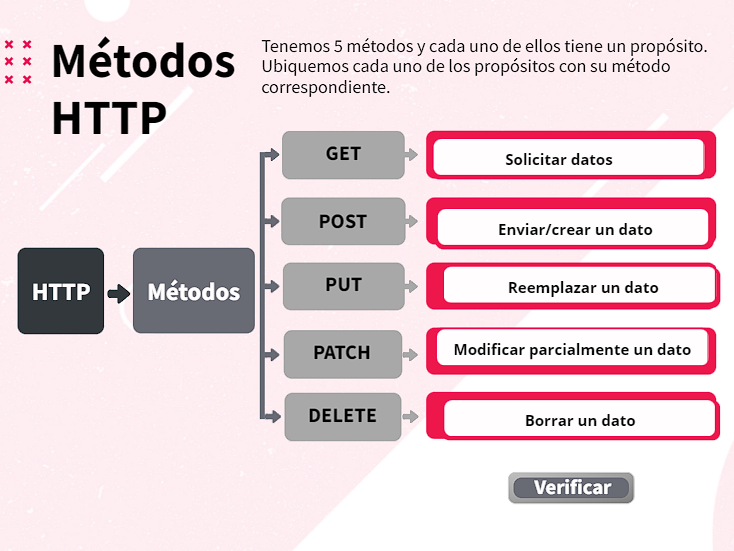 Métodos
HTTP
Tenemos 5 métodos y cada uno de ellos tiene un propósito.
Ubiquemos cada uno de los propósitos con su método
correspondiente.
HTTP
Métodos
GET
Solicitar datos
POST
Enviar/crear un dato
PUT
Reemplazar un dato
PATCH
Modificar parcialmente un dato
DELETE
Borrar un dato
Verificar